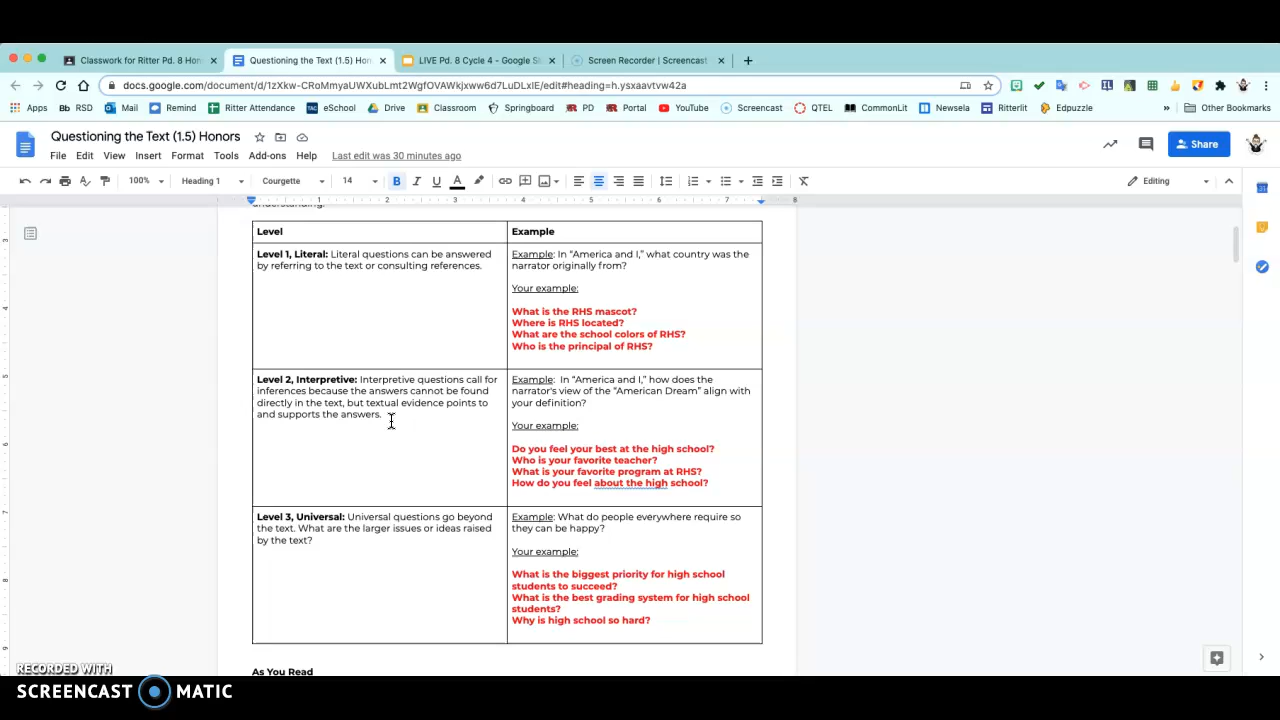 Classwork for Ritter Pd. 8 Hon
Questioning the Text (1.5) Hon
LIVE Pd. 8 Cycle 4 - Google Sl
Screen Recorder | Screencast
docs.google.com/document/d/1zXkw-CRoMmyaUWXubLmt2WgfOVAWkjxww6d7LuDLxIE/edit#heading=h.ysxaavtvw42a
Apps
Bb RSD
Mail
Remind
Ritter Attendance
eSchool
Drive
Classroom
Springboard
PD
Portal
YouTube
Screencast
QTEL
CommonLit
Newsela
Ritterlit
Edpuzzle
»
Other Bookmarks
Questioning the Text (1.5) Honors
File Edit View Insert Format Tools Add-ons Help Last edit was 30 minutes ago
Share
100% Heading 1 Courgette 14 B I U A Editing
1 2 3 4 5 6 7 8
understanding.
Level
Example
Level 1, Literal: Literal questions can be answered
by referring to the text or consulting references.
Example: In “America and I,” what country was the
narrator originally from?
Your example:
What is the RHS mascot?
Where is RHS located?
What are the school colors of RHS?
Who is the principal of RHS?
Level 2, Interpretive: Interpretive questions call for
inferences because the answers cannot be found
directly in the text, but textual evidence points to
and supports the answers.
Example: In “America and I,” how does the
narrator's view of the “American Dream” align with
your definition?
Your example:
Do you feel your best at the high school?
Who is your favorite teacher?
What is your favorite program at RHS?
How do you feel about the high school?
Level 3, Universal: Universal questions go beyond
the text. What are the larger issues or ideas raised
by the text?
Example: What do people everywhere require so
they can be happy?
Your example:
What is the biggest priority for high school
students to succeed?
What is the best grading system for high school
students?
Why is high school so hard?
As You Read
RECORDED WITH
SCREENCAST MATIC